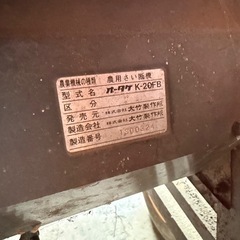 農業機械の種類 農用さい断機
型式名 オータケ K-20FB
区分
発売元 株式会社 大竹製作所
製造会社 株式会社 大竹製作所
製造番号